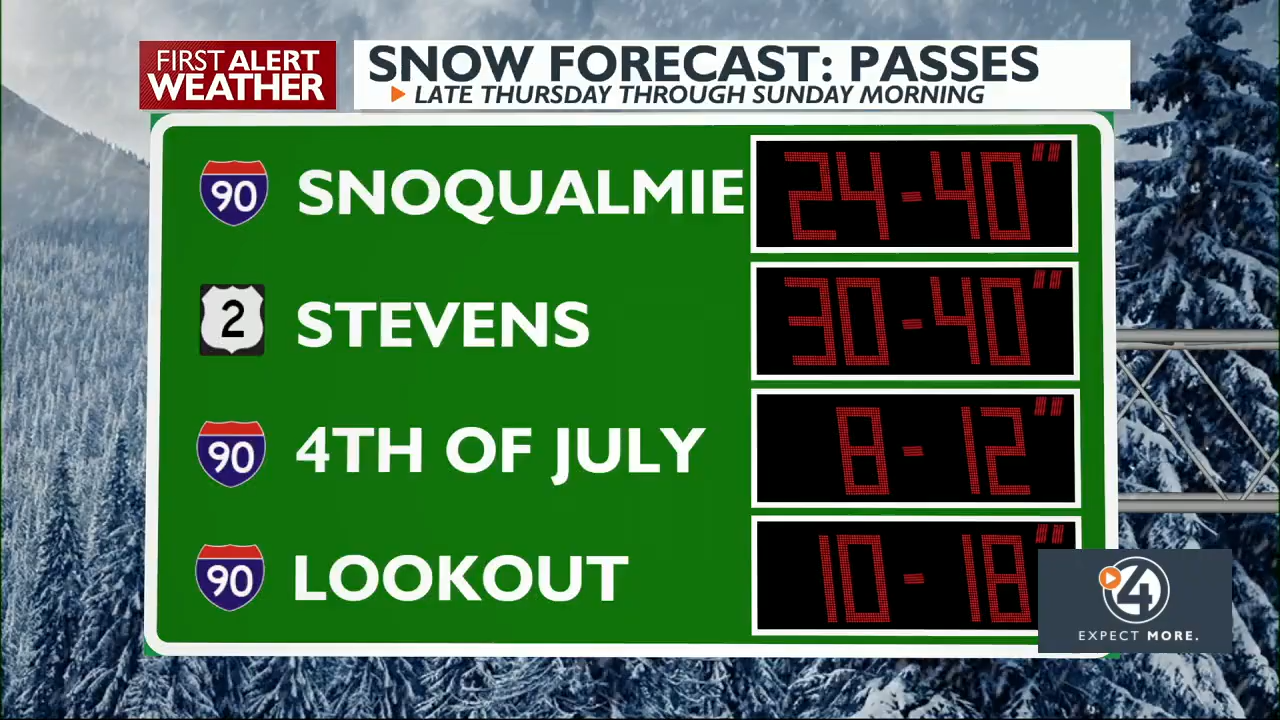 FIRST ALERT
WEATHER
SNOW FORECAST: PASSES
LATE THURSDAY THROUGH SUNDAY MORNING
90 SNOQUALMIE 24-40"
2 STEVENS 30-40"
90 4TH OF JULY 8-12"
90 LOOKOUT 10-18"
4
EXPECT MORE.